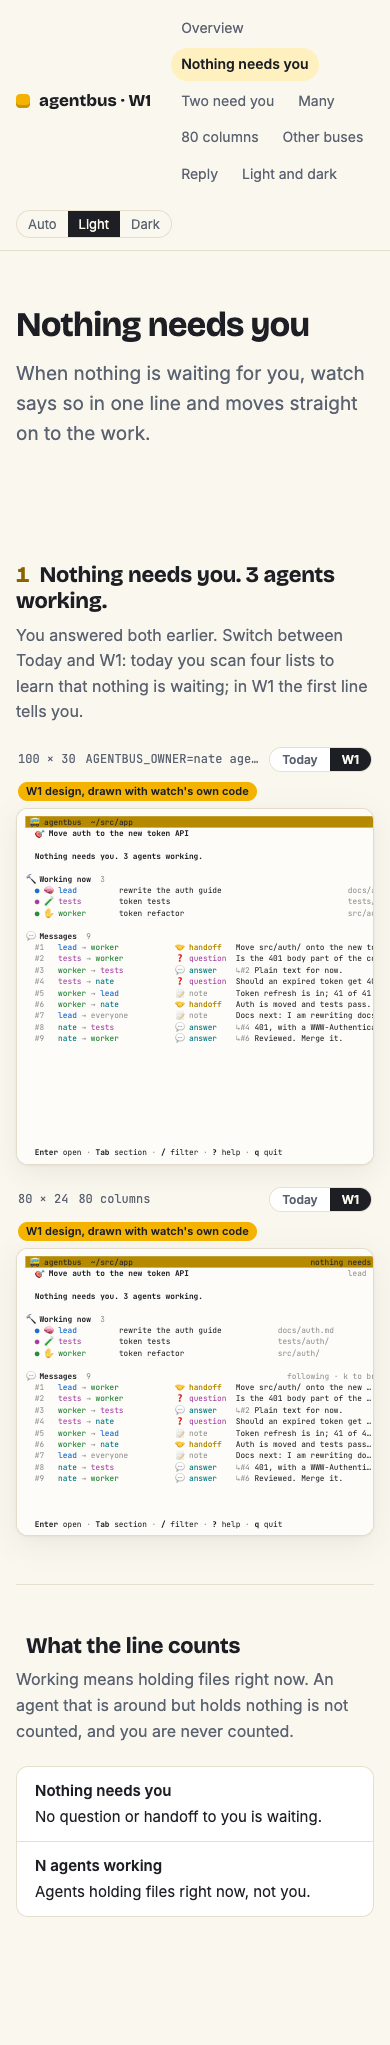 Overview
Nothing needs you
agentbus · W1
Two need you Many
80 columns Other buses
Reply Light and dark
Auto Light Dark
Nothing needs you
When nothing is waiting for you, watch
says so in one line and moves straight
on to the work.
1 Nothing needs you. 3 agents
working.
You answered both earlier. Switch between
Today and W1: today you scan four lists to
learn that nothing is waiting; in W1 the first line
tells you.
100 × 30 AGENTBUS_OWNER=nate age… Today W1
W1 design, drawn with watch's own code
agentbus ~/src/app
Move auth to the new token API
Nothing needs you. 3 agents working.
Working now 3
● lead rewrite the auth guide docs/a
● tests token tests tests/
● worker token refactor src/au
Messages 9
#1 lead → worker handoff Move src/auth/ onto the new t
#2 tests → worker ? question Is the 401 body part of the c
#3 worker → tests answer ↳#2 Plain text for now.
#4 tests → nate ? question Should an expired token get 4
#5 worker → lead note Token refresh is in; 41 of 41
#6 worker → nate handoff Auth is moved and tests pass.
#7 lead → everyone note Docs next: I am rewriting docs
#8 nate → tests answer ↳#4 401, with a WWW-Authentica
#9 nate → worker answer ↳#6 Reviewed. Merge it.
Enter open · Tab section · / filter · ? help · q quit
80 × 24 80 columns Today W1
W1 design, drawn with watch's own code
agentbus ~/src/app nothing needs
Move auth to the new token API lead
Nothing needs you. 3 agents working.
Working now 3
● lead rewrite the auth guide docs/auth.md
● tests token tests tests/auth/
● worker token refactor src/auth/
Messages 9 following · k to br
#1 lead → worker handoff Move src/auth/ onto the new …
#2 tests → worker ? question Is the 401 body part of the …
#3 worker → tests answer ↳#2 Plain text for now.
#4 tests → nate ? question Should an expired token get …
#5 worker → lead note Token refresh is in; 41 of 4…
#6 worker → nate handoff Auth is moved and tests pass…
#7 lead → everyone note Docs next: I am rewriting do…
#8 nate → tests answer ↳#4 401, with a WWW-Authenti…
#9 nate → worker answer ↳#6 Reviewed. Merge it.
Enter open · Tab section · / filter · ? help · q quit
What the line counts
Working means holding files right now. An
agent that is around but holds nothing is not
counted, and you are never counted.
Nothing needs you
No question or handoff to you is waiting.
N agents working
Agents holding files right now, not you.